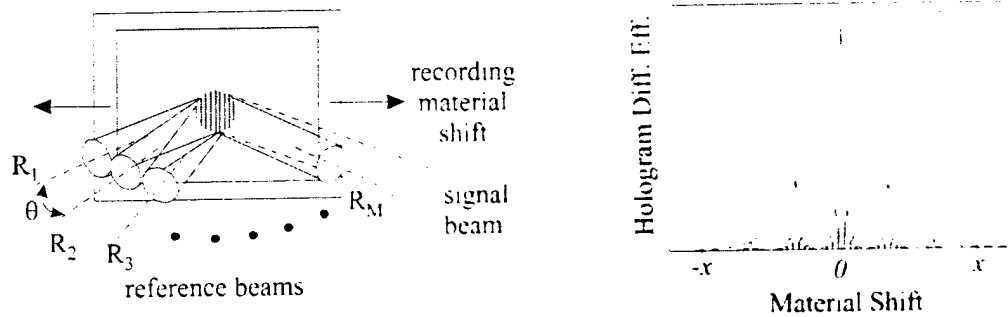 recording
material
shift
R1
θ
R2
R3
RM
signal
beam
reference beams
Hologram Diff. Eff.
-x
0
x
Material Shift